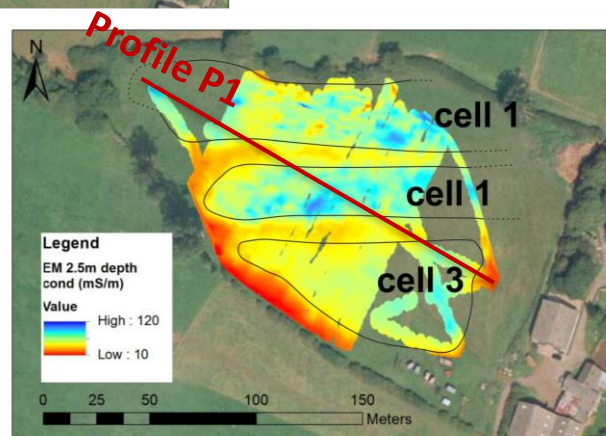 N
Profile P1
cell 1
cell 1
cell 3
Legend
EM 2.5m depth
cond (mS/m)
Value
High : 120
Low : 10
0 50 100 150
Meters